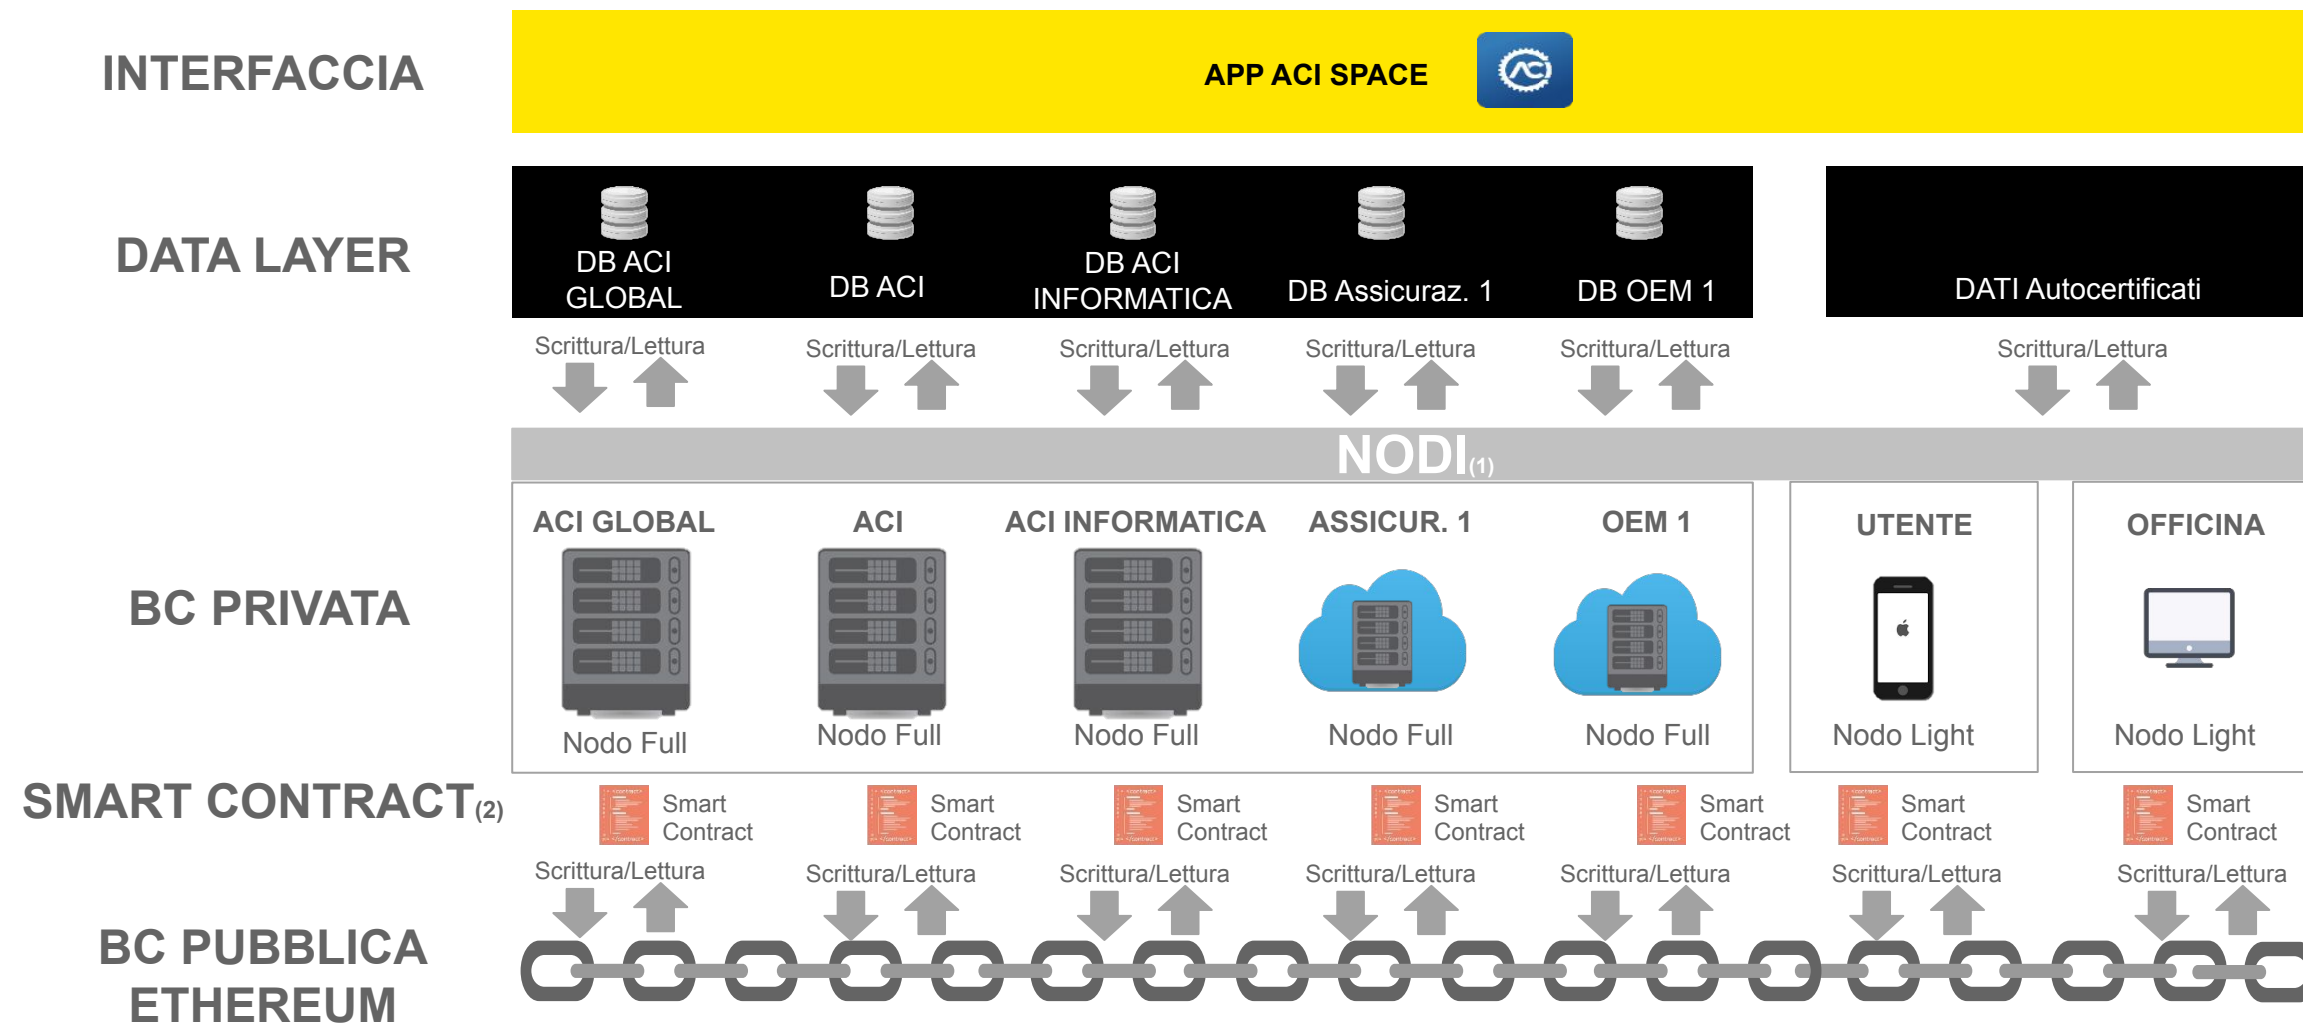 INTERFACCIA
APP ACI SPACE
DATA LAYER
DB ACI
GLOBAL
DB ACI
DB ACI
INFORMATICA
DB Assicuraz. 1
DB OEM 1
DATI Autocertificati
Scrittura/Lettura
Scrittura/Lettura
Scrittura/Lettura
Scrittura/Lettura
Scrittura/Lettura
Scrittura/Lettura
NODI(1)
BC PRIVATA
ACI GLOBAL
ACI
ACI INFORMATICA
ASSICUR. 1
OEM 1
UTENTE
OFFICINA
Nodo Full
Nodo Full
Nodo Full
Nodo Full
Nodo Full
Nodo Light
Nodo Light
SMART CONTRACT(2)
Smart
Contract
Smart
Contract
Smart
Contract
Smart
Contract
Smart
Contract
Smart
Contract
Smart
Contract
Scrittura/Lettura
Scrittura/Lettura
Scrittura/Lettura
Scrittura/Lettura
Scrittura/Lettura
Scrittura/Lettura
Scrittura/Lettura
BC PUBBLICA
ETHEREUM